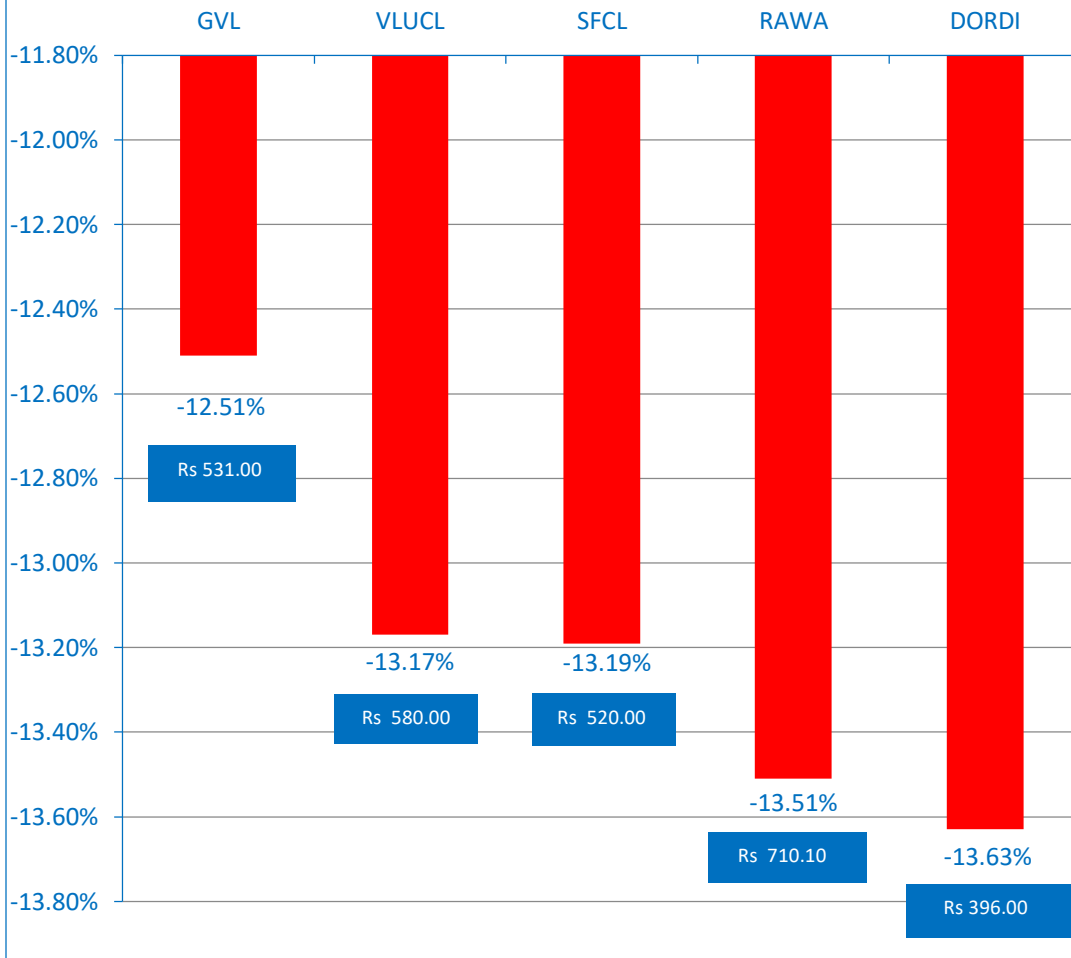 GVL VLUCL SFCL RAWA DORDI
-11.80%
-12.00%
-12.20%
-12.40%
-12.60%
-12.51%
Rs 531.00
-12.80%
-13.00%
-13.20%
-13.17% -13.19%
Rs 580.00 Rs 520.00
-13.40%
-13.60%
-13.51%
Rs 710.10 -13.63%
-13.80%
Rs 396.00